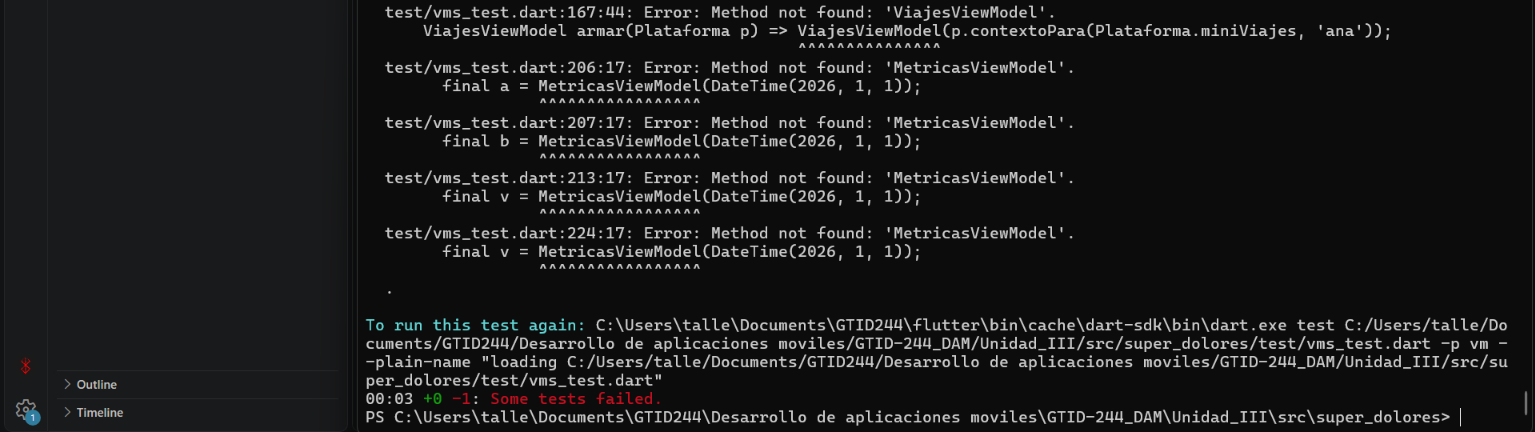 test/vms_test.dart:167:44: Error: Method not found: 'ViajesViewModel'.
ViajesViewModel armar(Plataforma p) => ViajesViewModel(p.contextoPara(Plataforma.miniViajes, 'ana'));
^^^^^^^^^^^^^^^
test/vms_test.dart:206:17: Error: Method not found: 'MetricasViewModel'.
final a = MetricasViewModel(DateTime(2026, 1, 1));
^^^^^^^^^^^^^^^^^
test/vms_test.dart:207:17: Error: Method not found: 'MetricasViewModel'.
final b = MetricasViewModel(DateTime(2026, 1, 1));
^^^^^^^^^^^^^^^^^
test/vms_test.dart:213:17: Error: Method not found: 'MetricasViewModel'.
final v = MetricasViewModel(DateTime(2026, 1, 1));
^^^^^^^^^^^^^^^^^
test/vms_test.dart:224:17: Error: Method not found: 'MetricasViewModel'.
final v = MetricasViewModel(DateTime(2026, 1, 1));
^^^^^^^^^^^^^^^^^
.
To run this test again: C:\Users\talle\Documents\GTID244\flutter\bin\cache\dart-sdk\bin\dart.exe test C:/Users/talle/Do
cuments/GTID244/Desarrollo de aplicaciones moviles/GTID-244_DAM/Unidad_III/src/super_dolores/test/vms_test.dart -p vm -
-plain-name "loading C:/Users/talle/Documents/GTID244/Desarrollo de aplicaciones moviles/GTID-244_DAM/Unidad_III/src/su
per_dolores/test/vms_test.dart"
00:03 +0 -1: Some tests failed.
PS C:\Users\talle\Documents\GTID244\Desarrollo de aplicaciones moviles\GTID-244_DAM\Unidad_III\src\super_dolores>
Outline
Timeline
1